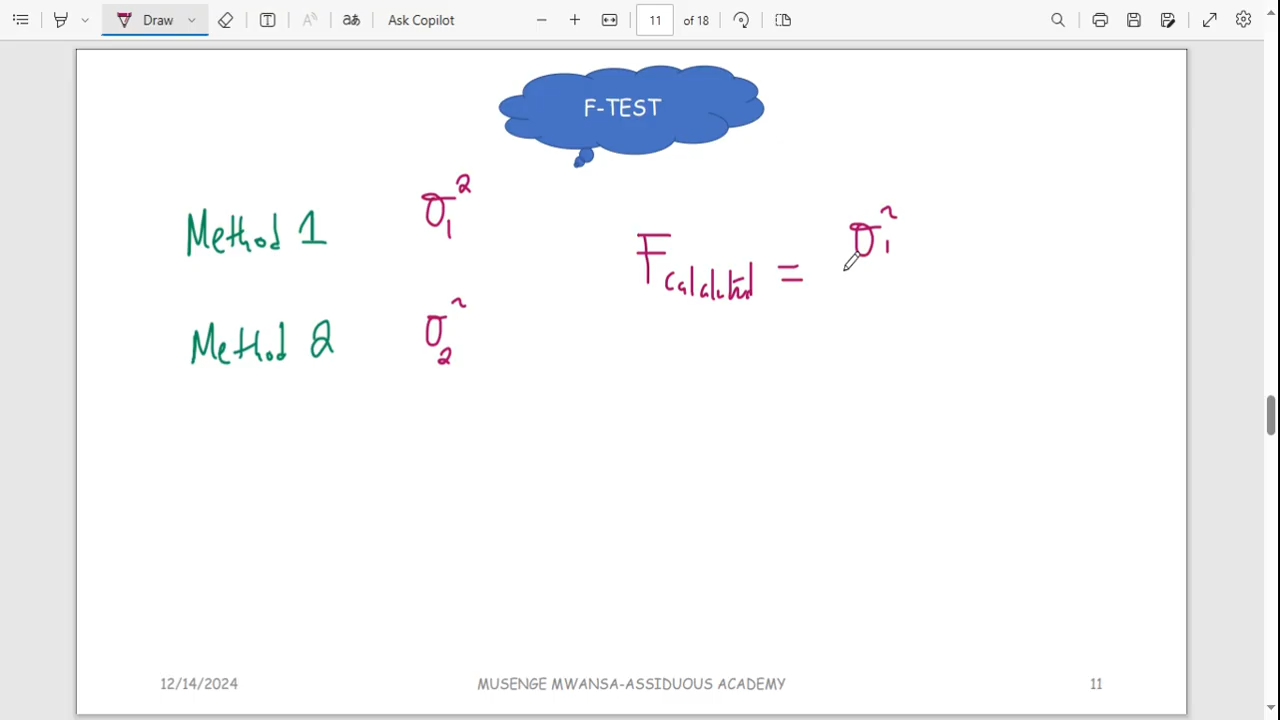 Draw
Ask Copilot
11 of 18
F-TEST
Method 1 σ₁²
F calculated = σ₁²
Method 2 σ₂²
12/14/2024 MUSENGE MWANSA-ASSIDUOUS ACADEMY 11